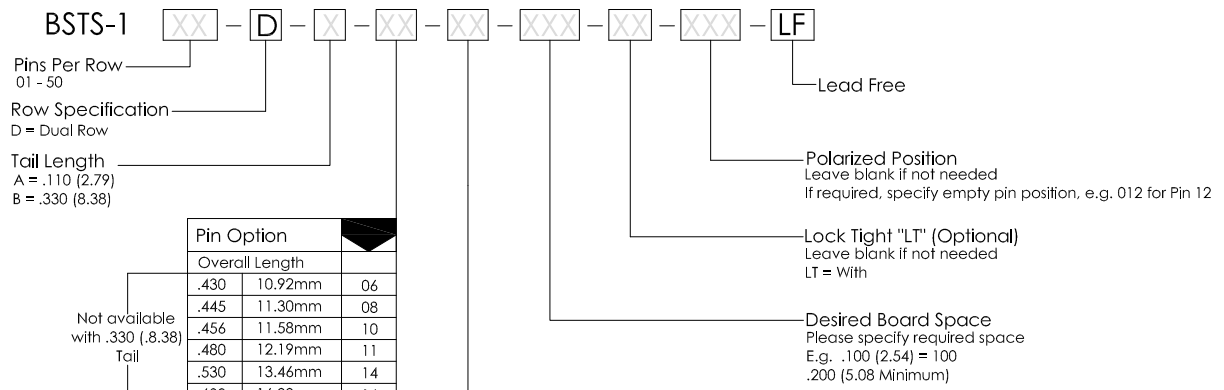 BSTS-1 XX - D - X - XX - XX - XXX - XX - XXX - LF
Pins Per Row
01 - 50
Row Specification
D = Dual Row
Tail Length
A = .110 (2.79)
B = .330 (8.38)
Lead Free
Polarized Position
Leave blank if not needed
If required, specify empty pin position, e.g. 012 for Pin 12
Lock Tight "LT" (Optional)
Leave blank if not needed
LT = With
Desired Board Space
Please specify required space
E.g. .100 (2.54) = 100
.200 (5.08 Minimum)
Pin Option
Overall Length
.430 10.92mm 06
.445 11.30mm 08
.456 11.58mm 10
.480 12.19mm 11
.530 13.46mm 14
Not available
with .330 (.8.38)
Tail